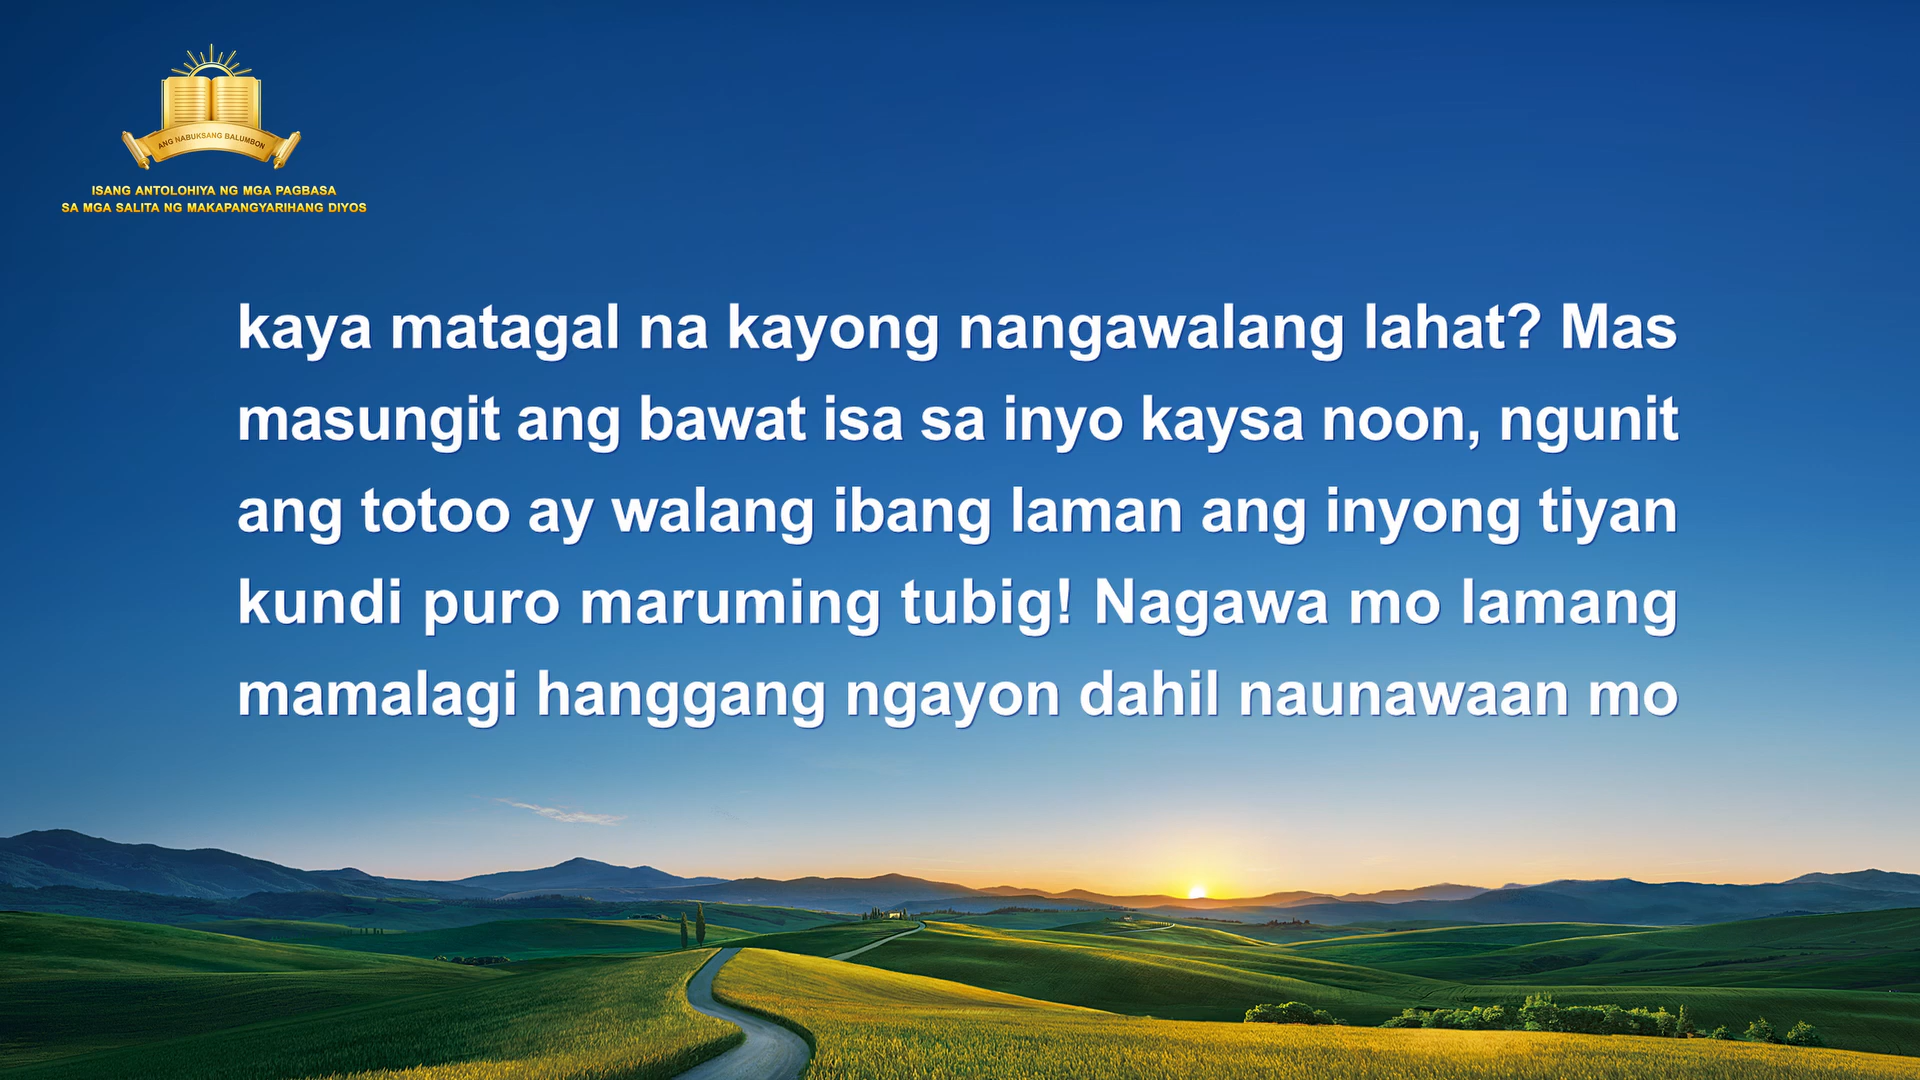 ANG NABUKSANG BALUMBON
ISANG ANTOLOHIYA NG MGA PAGBASA
SA MGA SALITA NG MAKAPANGYARIHANG DIYOS
kaya matagal na kayong nangawalang lahat? Mas
masungit ang bawat isa sa inyo kaysa noon, ngunit
ang totoo ay walang ibang laman ang inyong tiyan
kundi puro maruming tubig! Nagawa mo lamang
mamalagi hanggang ngayon dahil naunawaan mo